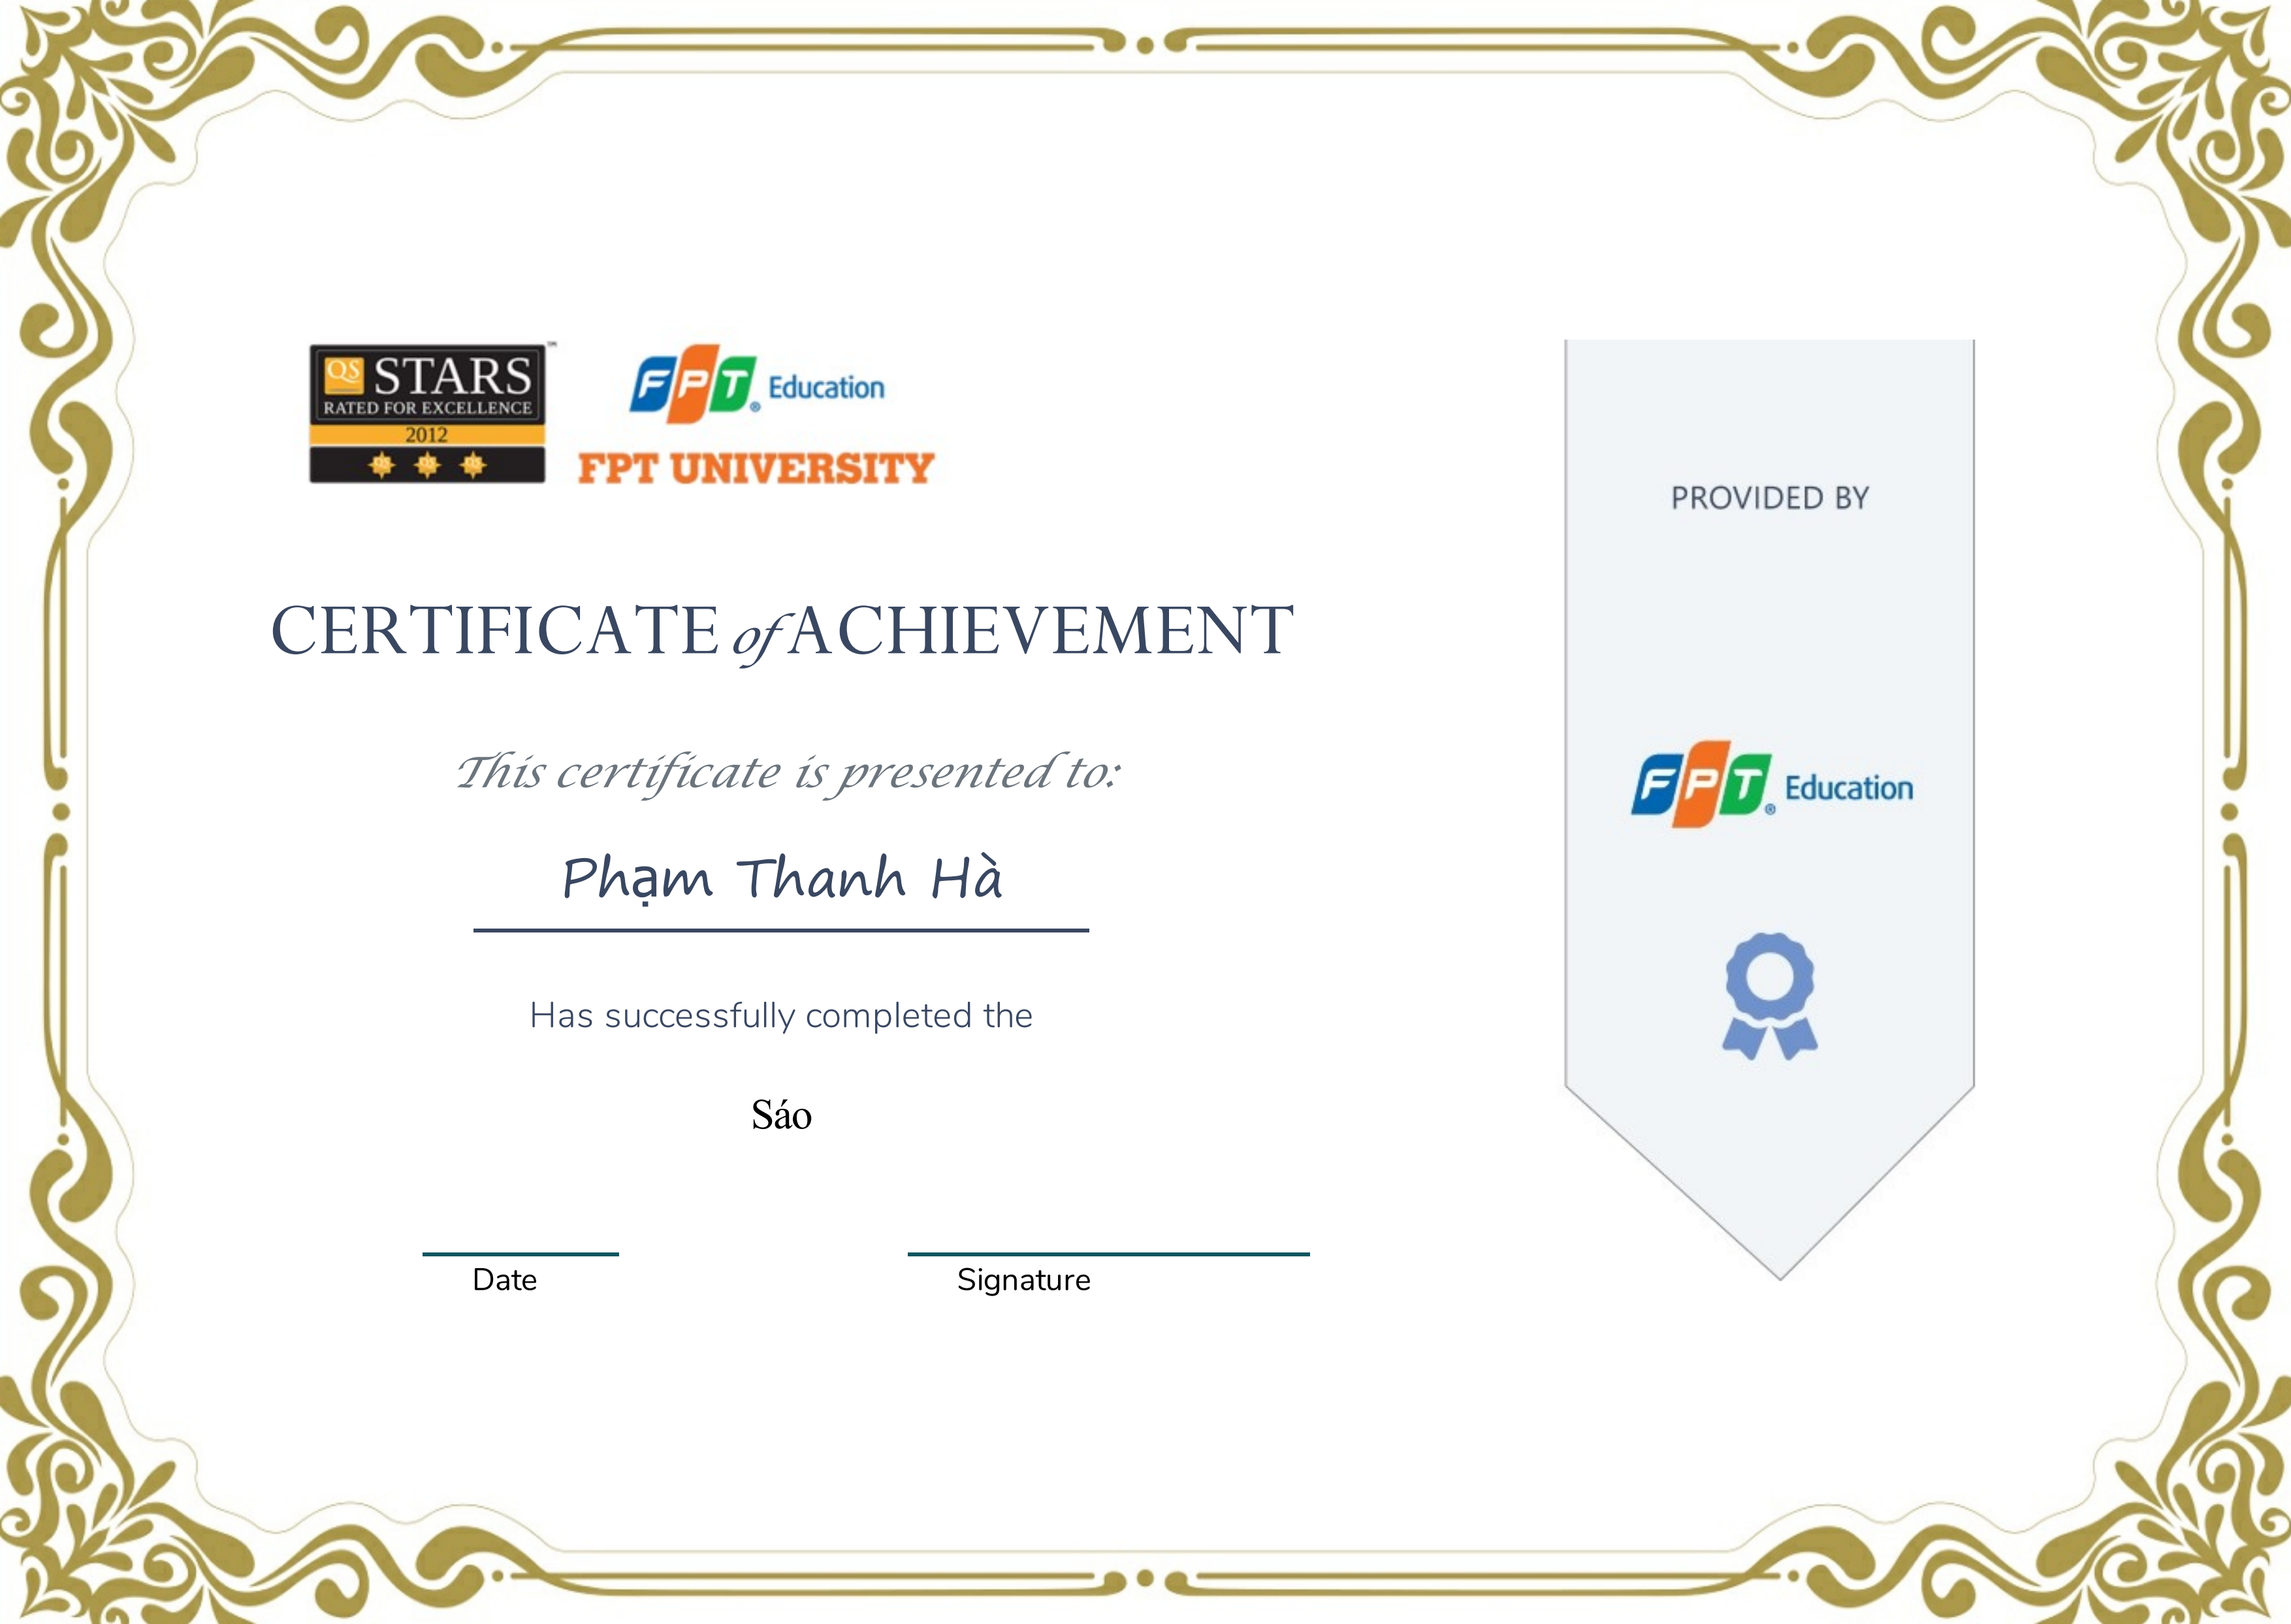 QS STARS™
RATED FOR EXCELLENCE
2012
FPT® Education
FPT UNIVERSITY
CERTIFICATE of ACHIEVEMENT
This certificate is presented to:
Phạm Thanh Hà
Has successfully completed the
Sáo
Date
Signature
PROVIDED BY
FPT® Education